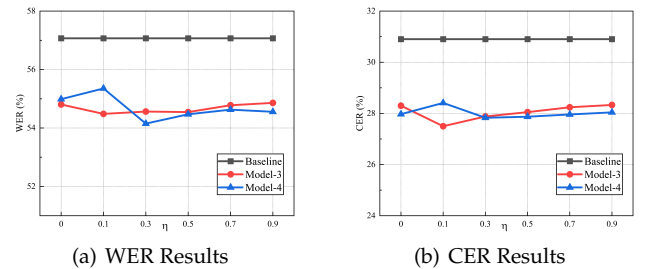 58
56
54
52
WER (%)
0 0.1 0.3 0.5 0.7 0.9
η
Baseline
Model-3
Model-4
(a) WER Results
32
30
28
26
24
CER (%)
0 0.1 0.3 0.5 0.7 0.9
η
Baseline
Model-3
Model-4
(b) CER Results